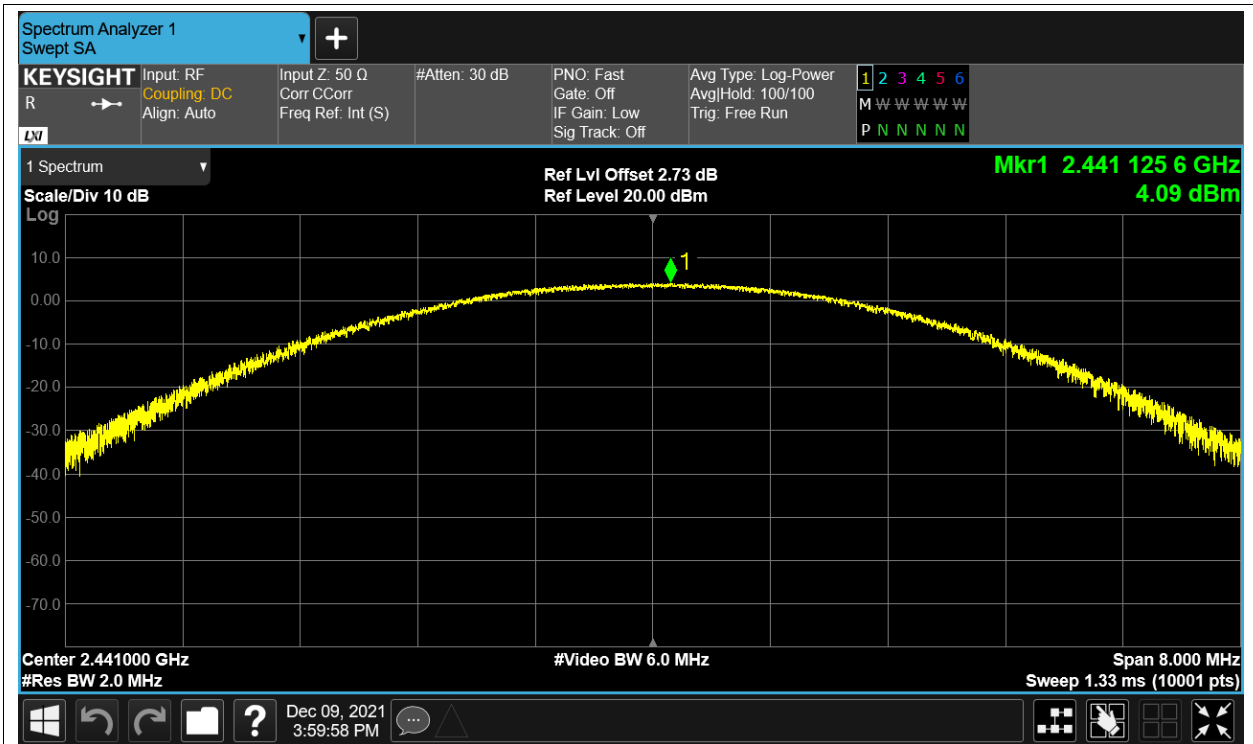 Spectrum Analyzer 1
Swept SA
KEYSIGHT
R
LXI
Input: RF
Coupling: DC
Align: Auto
Input Z: 50 Ω
Corr CCorr
Freq Ref: Int (S)
#Atten: 30 dB
PNO: Fast
Gate: Off
IF Gain: Low
Sig Track: Off
Avg Type: Log-Power
Avg|Hold: 100/100
Trig: Free Run
1 2 3 4 5 6
M W W W W W
P N N N N N
1 Spectrum
Scale/Div 10 dB
Log
Ref Lvl Offset 2.73 dB
Ref Level 20.00 dBm
Mkr1 2.441 125 6 GHz
4.09 dBm
1
10.0
0.00
-10.0
-20.0
-30.0
-40.0
-50.0
-60.0
-70.0
Center 2.441000 GHz
#Res BW 2.0 MHz
#Video BW 6.0 MHz
Span 8.000 MHz
Sweep 1.33 ms (10001 pts)
?
Dec 09, 2021
3:59:58 PM